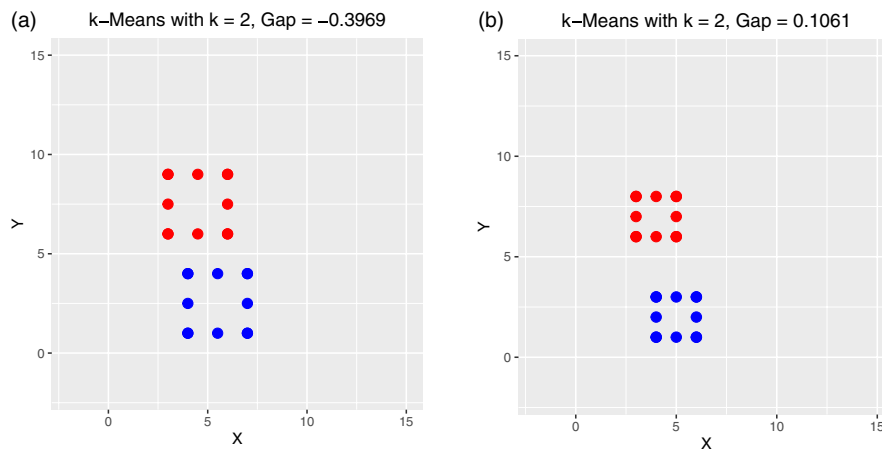 (a)
k−Means with k = 2, Gap = −0.3969
15
10
5
0
Y
0 5 10 15
X
(b)
k−Means with k = 2, Gap = 0.1061
15
10
5
0
Y
0 5 10 15
X